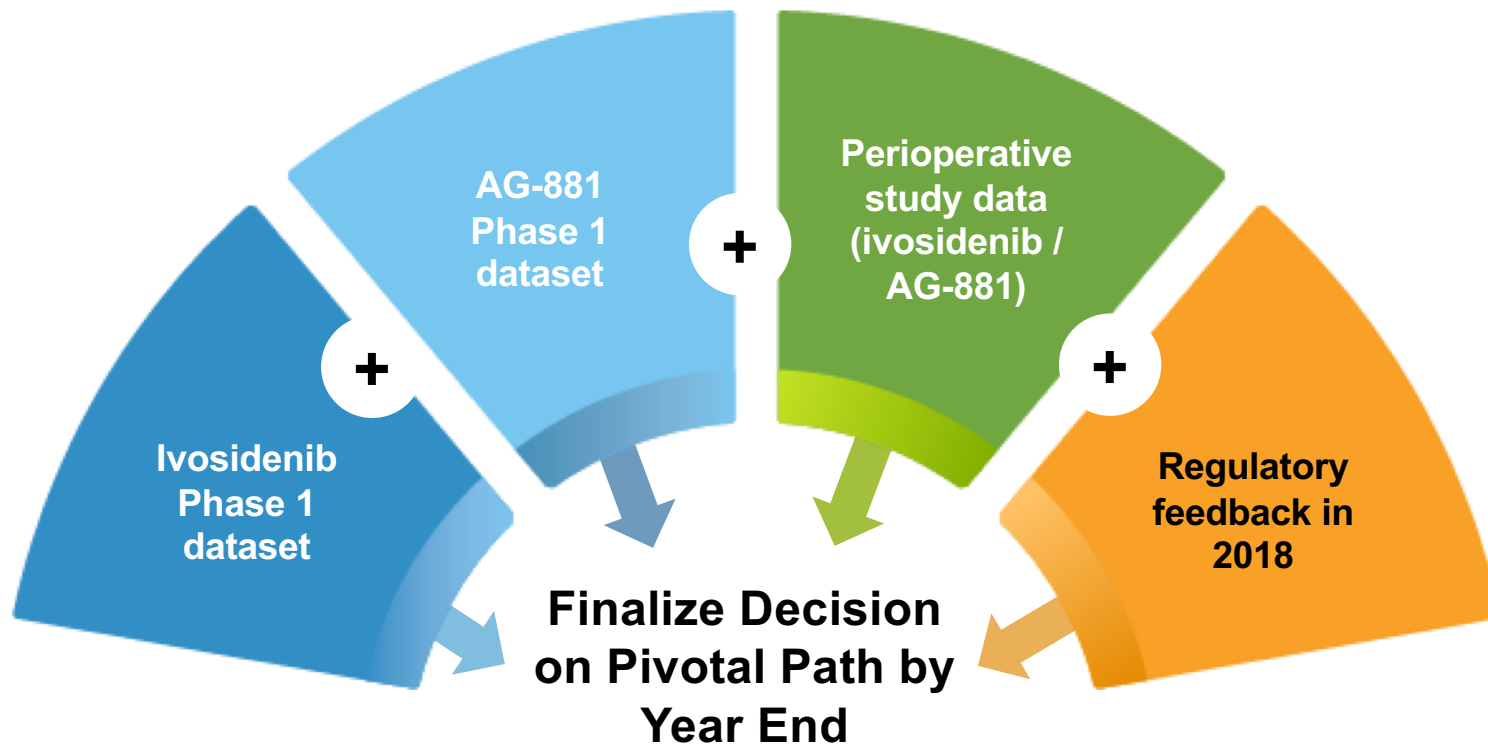 Ivosidenib
Phase 1
dataset
+
AG-881
Phase 1
dataset
+
Perioperative
study data
(ivosidenib /
AG-881)
+
Regulatory
feedback in
2018
Finalize Decision
on Pivotal Path by
Year End